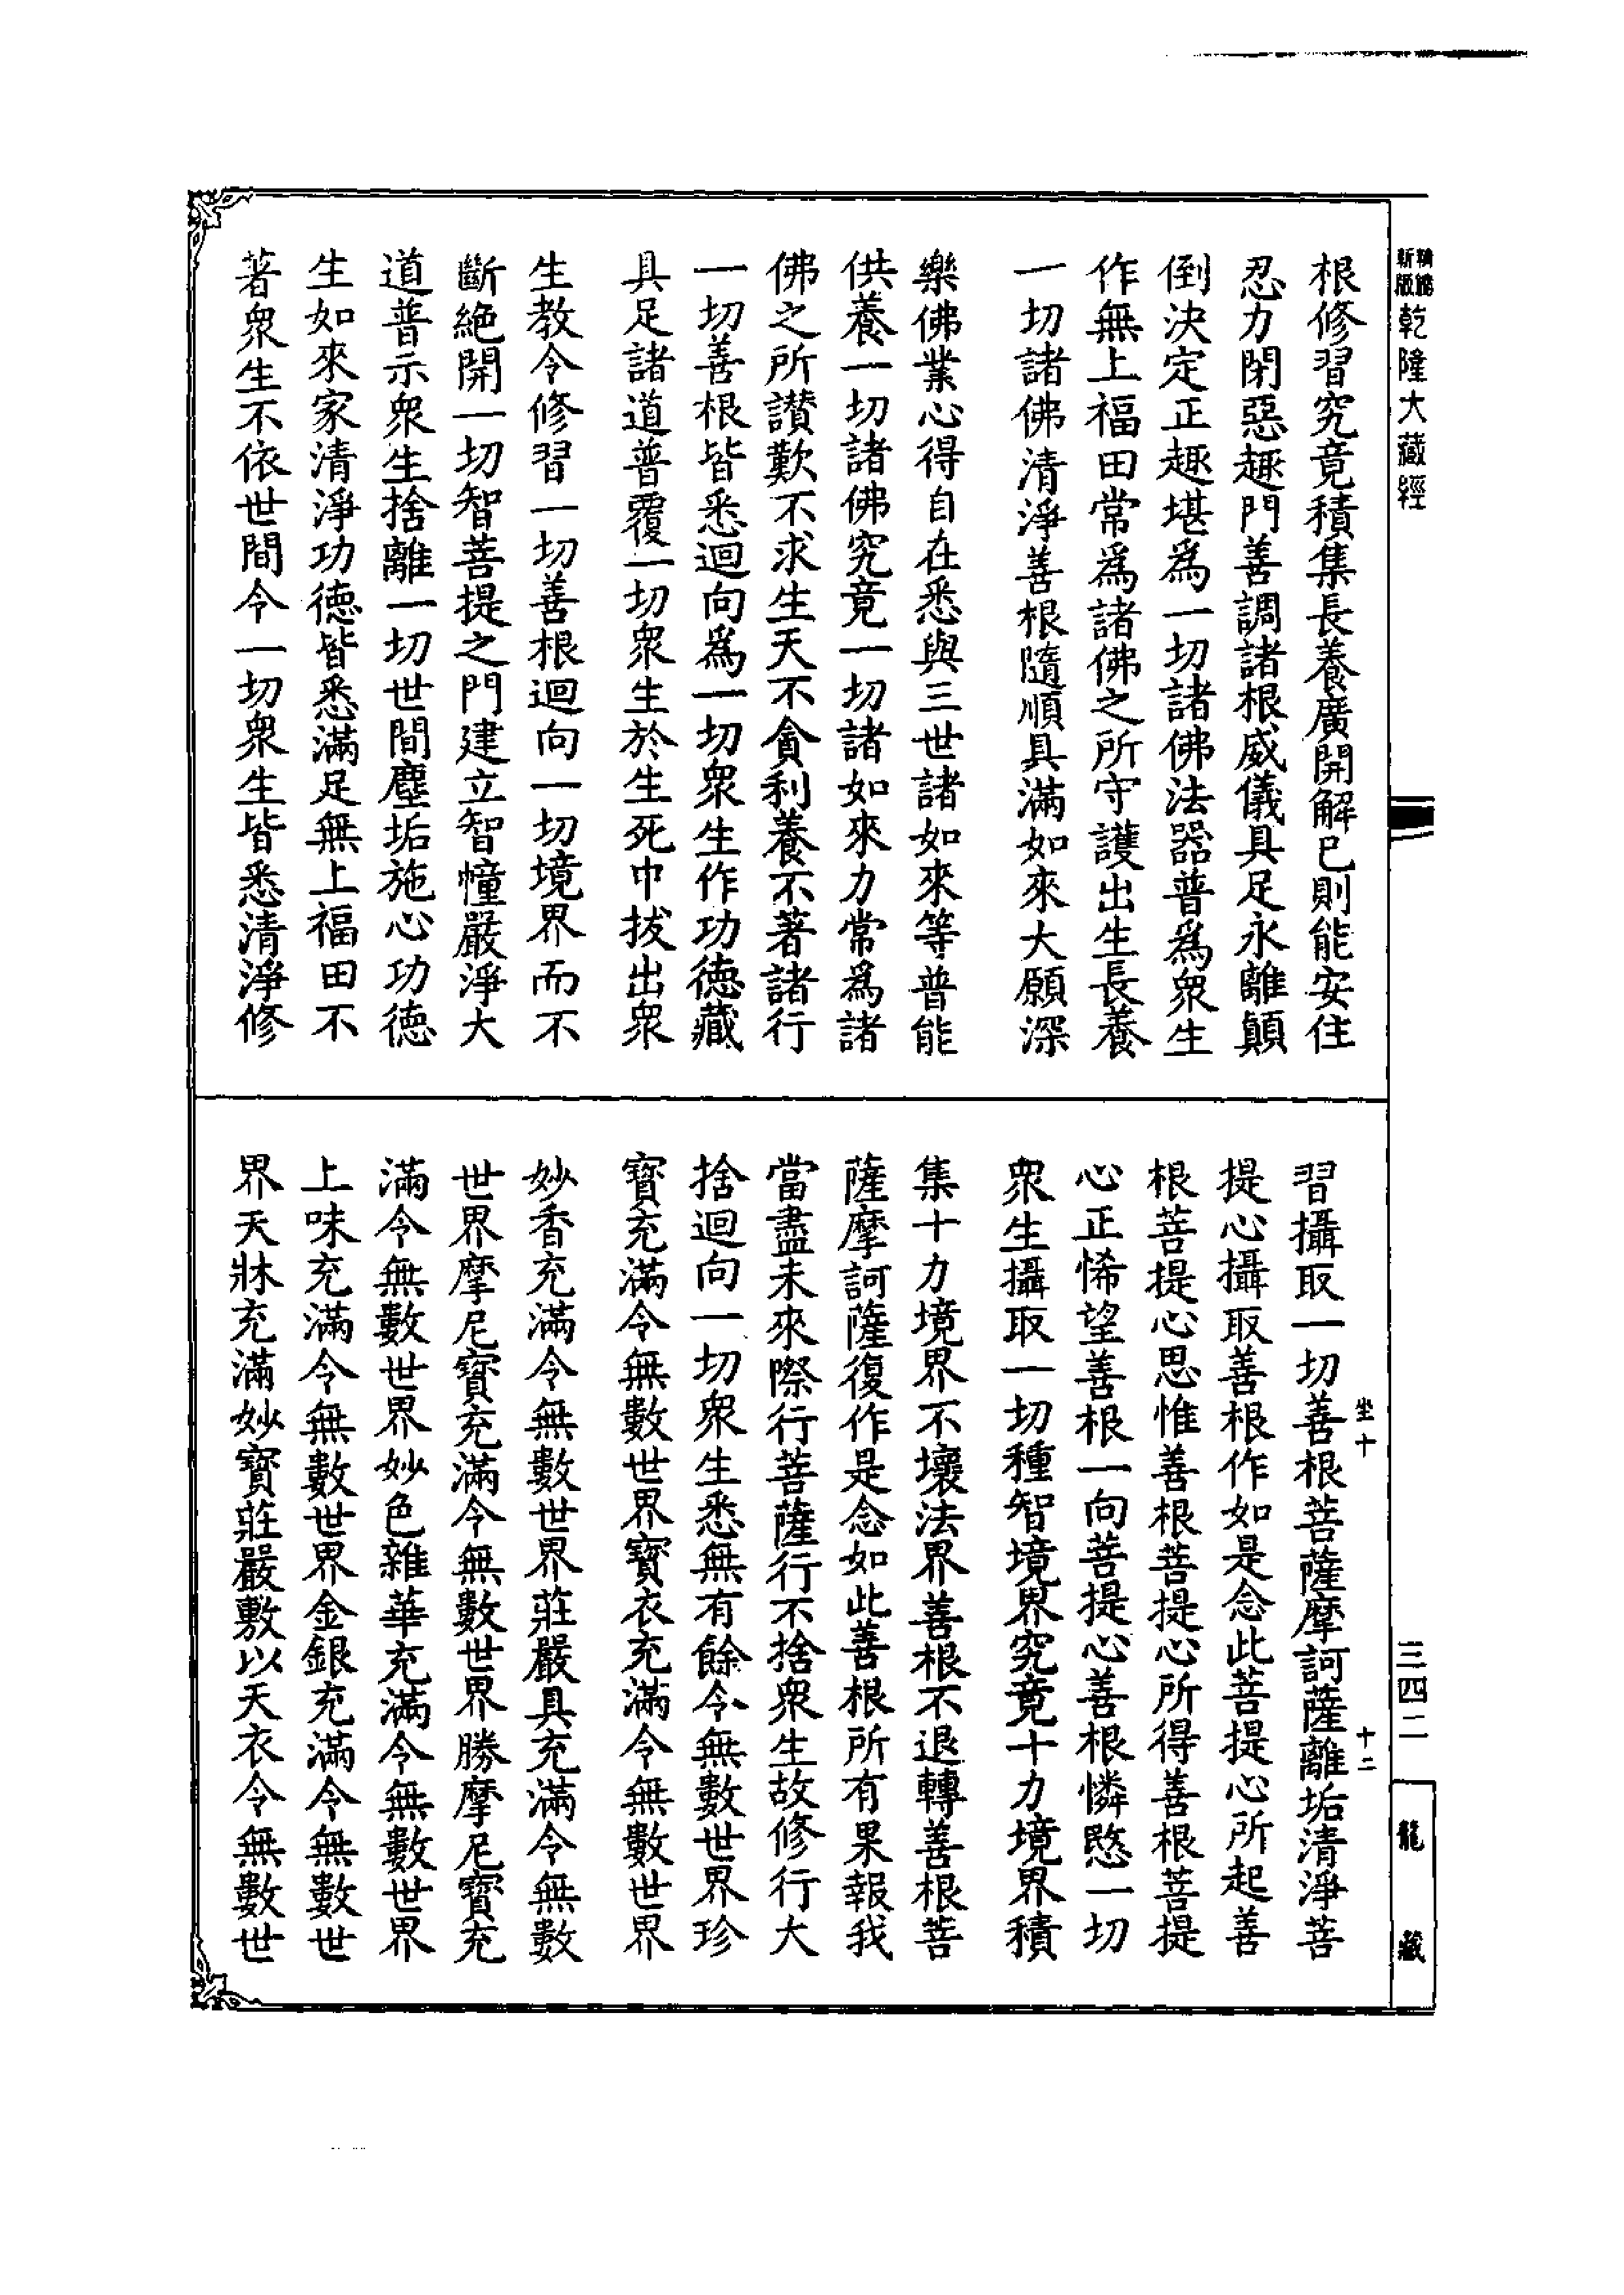 新版
乾隆大藏經
三四二
龍藏
根修習究竟積集長養廣開解已則能安住
忍力閉惡趣門善調諸根威儀具足永離顛
倒決定正趣堪爲一切諸佛法器普爲衆生
作無上福田常爲諸佛之所守護出生長養
一切諸佛清淨善根隨順具滿如來大願深
樂佛業心得自在悉與三世諸如來等普能
供養一切諸佛究竟一切諸如來力常爲諸
佛之所讃歎不求生天不貪利養不著諸行
一切善根皆悉迴向爲一切衆生作功德藏
具足諸道普覆一切衆生於生死中拔出衆
生教令修習一切善根迴向一切境界而不
斷絶開一切智菩提之門建立智幢嚴淨大
道普示衆生捨離一切世間塵垢施心功德
生如來家清淨功德皆悉滿足無上福田不
著衆生不依世間令一切衆生皆悉清淨修
坐十
十二
習攝取一切善根菩薩摩訶薩離垢清淨菩
提心攝取善根作如是念此菩提心所起善
根菩提心思惟善根菩提心所得善根菩提
心正悕望善根一向菩提心善根憐愍一切
衆生攝取一切種智境界究竟十力境界積
集十力境界不壞法界善根不退轉善根菩
薩摩訶薩復作是念如此善根所有果報我
當盡未來際行菩薩行不捨衆生故修行大
捨迴向一切衆生悉無有餘令無數世界珍
寶充滿令無數世界寶衣充滿令無數世界
妙香充滿令無數世界莊嚴具充滿令無數
世界摩尼寶充滿令無數世界勝摩尼寶充
滿令無數世界妙色雜華充滿令無數世界
上味充滿令無數世界金銀充滿令無數世
界天牀充滿妙寶莊嚴敷以天衣令無數世